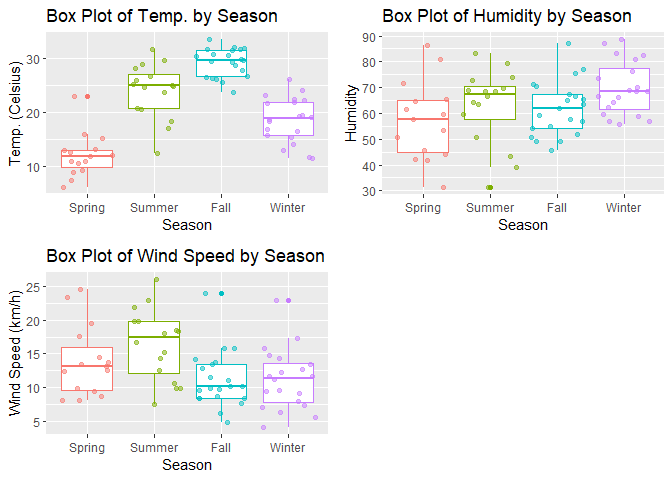 Box Plot of Temp. by Season
Temp. (Celsius)
30
20
10
Spring Summer Fall Winter
Season
Box Plot of Humidity by Season
Humidity
90
80
70
60
50
40
30
Spring Summer Fall Winter
Season
Box Plot of Wind Speed by Season
Wind Speed (km/h)
25
20
15
10
5
Spring Summer Fall Winter
Season